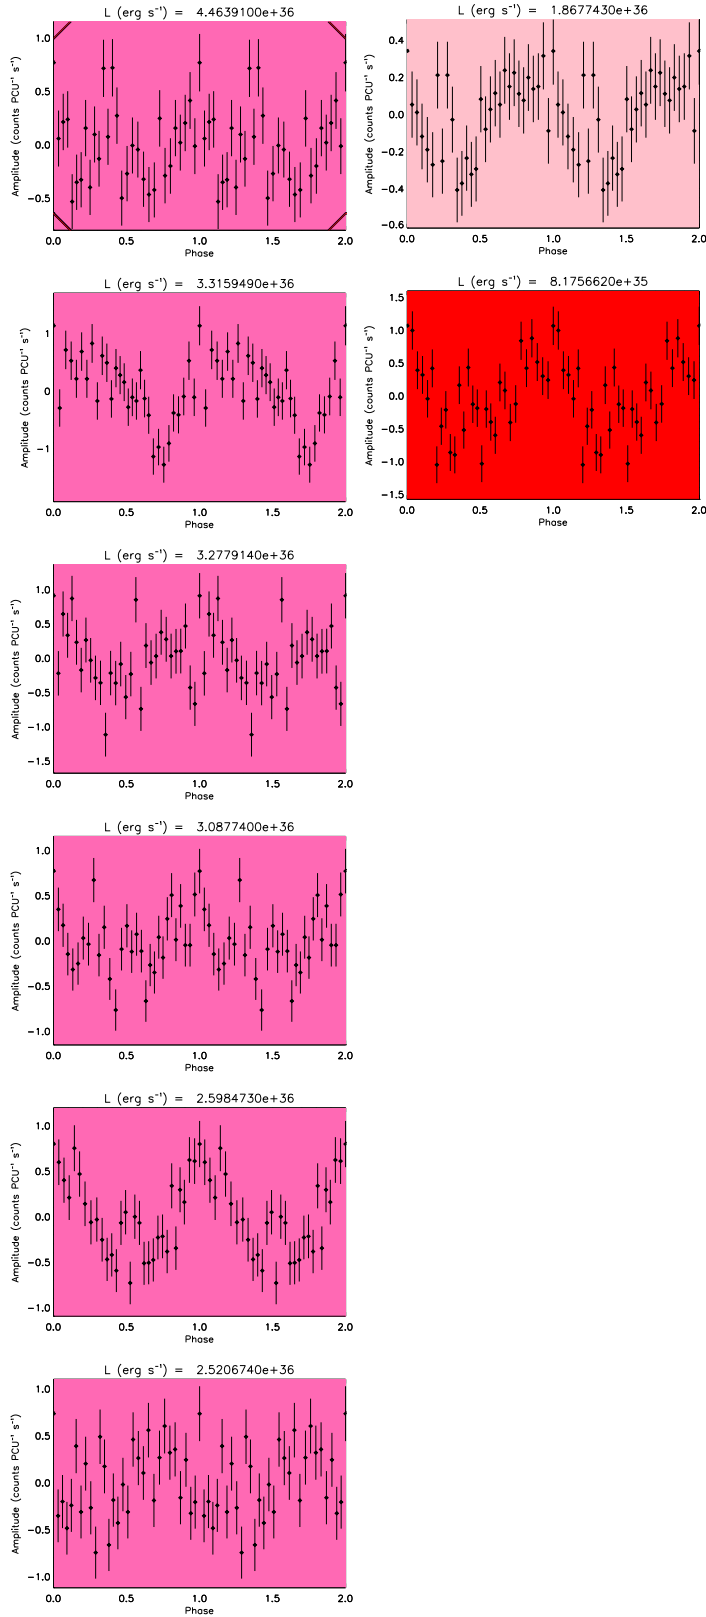 L (erg s⁻¹) = 4.4639100e+36
Amplitude (counts PCU⁻¹ s⁻¹)
1.0
0.5
0.0
−0.5
0.0 0.5 1.0 1.5 2.0
Phase
L (erg s⁻¹) = 1.8677430e+36
Amplitude (counts PCU⁻¹ s⁻¹)
0.4
0.2
0.0
−0.2
−0.4
−0.6
0.0 0.5 1.0 1.5 2.0
Phase
L (erg s⁻¹) = 3.3159490e+36
Amplitude (counts PCU⁻¹ s⁻¹)
1
0
−1
0.0 0.5 1.0 1.5 2.0
Phase
L (erg s⁻¹) = 8.1756620e+35
Amplitude (counts PCU⁻¹ s⁻¹)
1.5
1.0
0.5
0.0
−0.5
−1.0
−1.5
0.0 0.5 1.0 1.5 2.0
Phase
L (erg s⁻¹) = 3.2779140e+36
Amplitude (counts PCU⁻¹ s⁻¹)
1.0
0.5
0.0
−0.5
−1.0
−1.5
0.0 0.5 1.0 1.5 2.0
Phase
L (erg s⁻¹) = 3.0877400e+36
Amplitude (counts PCU⁻¹ s⁻¹)
1.0
0.5
0.0
−0.5
−1.0
0.0 0.5 1.0 1.5 2.0
Phase
L (erg s⁻¹) = 2.5984730e+36
Amplitude (counts PCU⁻¹ s⁻¹)
1.0
0.5
0.0
−0.5
−1.0
0.0 0.5 1.0 1.5 2.0
Phase
L (erg s⁻¹) = 2.5206740e+36
Amplitude (counts PCU⁻¹ s⁻¹)
1.0
0.5
0.0
−0.5
−1.0
0.0 0.5 1.0 1.5 2.0
Phase